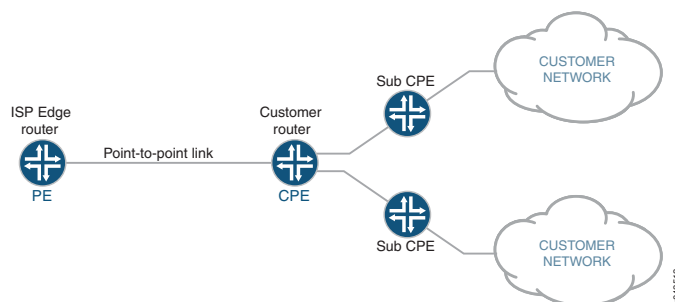 CUSTOMER
NETWORK
Sub CPE
ISP Edge
router
Customer
router
Point-to-point link
PE
CPE
Sub CPE
CUSTOMER
NETWORK